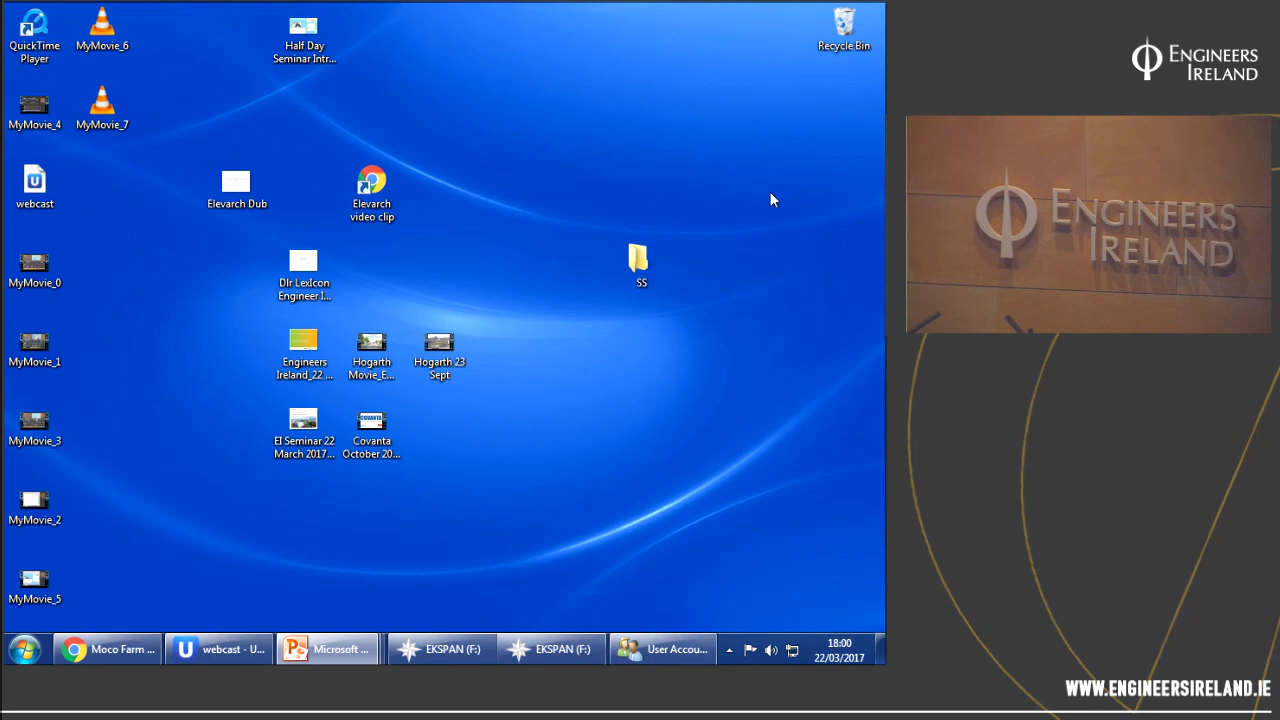 QuickTime
Player
MyMovie_6
Half Day
Seminar Intr...
Recycle Bin
MyMovie_4
MyMovie_7
webcast
Elevarch Dub
Elevarch
video clip
MyMovie_0
Dlr Lexicon
Engineer I...
SS
MyMovie_1
Engineers
Ireland_22 ...
Hogarth
Movie_E...
Hogarth 23
Sept
MyMovie_3
EI Seminar 22
March 2017...
COVANTA
Covanta
October 20...
MyMovie_2
MyMovie_5
Moco Farm ...
webcast - U...
Microsoft ...
EKSPAN (F:)
EKSPAN (F:)
User Accou...
18:00
22/03/2017
ENGINEERS
IRELAND
ENGINEERS
IRELAND
WWW.ENGINEERSIRELAND.IE